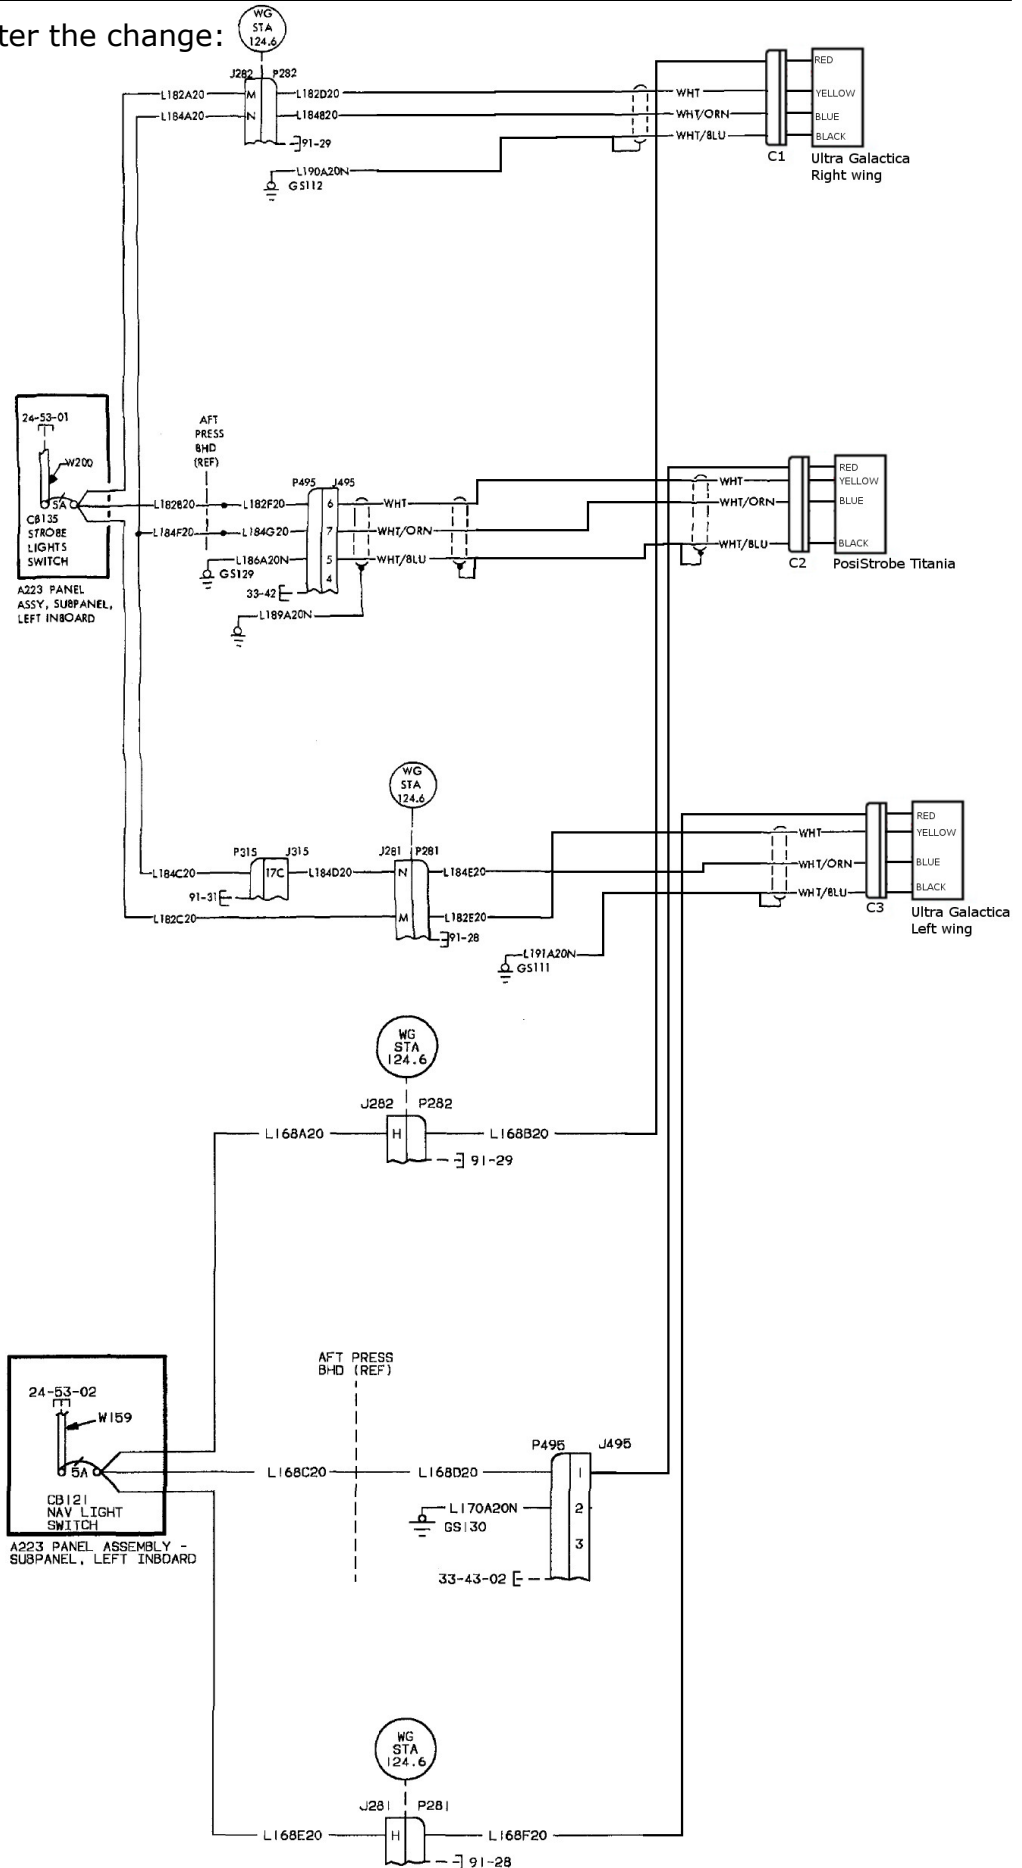 ter the change:
WG
STA
124.6
J282 P282
L182A20 M L182D20
L184A20 N L184B20
91-29
L190A20N
GS112
WHT
WHT/ORN
WHT/BLU
RED
YELLOW
BLUE
BLACK
C1
Ultra Galactica
Right wing
24-53-01
W200
5A
CB135
STROBE
LIGHTS
SWITCH
A223 PANEL
ASSY, SUBPANEL,
LEFT INBOARD
AFT
PRESS
BHD
(REF)
P495 J495
L182B20 L182F20 6 WHT
L184F20 L184G20 7 WHT/ORN
L186A20N 5 WHT/BLU
GS129
4
33-42
L189A20N
WHT
WHT/ORN
WHT/BLU
RED
YELLOW
BLUE
BLACK
C2
PosiStrobe Titania
WG
STA
124.6
P315 J315
J281 P281
L184C20 17C L184D20 N L184E20
91-31
L182C20 M L182E20
91-28
L191A20N
GS111
WHT
WHT/ORN
WHT/BLU
RED
YELLOW
BLUE
BLACK
C3
Ultra Galactica
Left wing
WG
STA
124.6
J282 P282
L168A20 H L168B20
91-29
24-53-02
W159
5A
CB121
NAV LIGHT
SWITCH
A223 PANEL ASSEMBLY -
SUBPANEL, LEFT INBOARD
AFT PRESS
BHD (REF)
P495 J495
L168C20 L168D20 1
L170A20N 2
GS130
3
33-43-02
WG
STA
124.6
J281 P281
L168E20 H L168F20
91-28